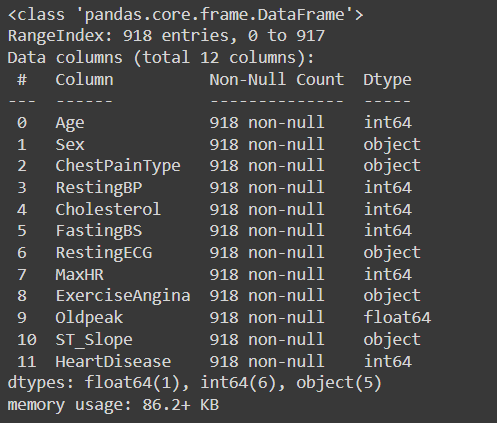 <class 'pandas.core.frame.DataFrame'>
RangeIndex: 918 entries, 0 to 917
Data columns (total 12 columns):
 #   Column          Non-Null Count  Dtype  
---  ------          --------------  -----  
 0   Age             918 non-null    int64  
 1   Sex             918 non-null    object 
 2   ChestPainType   918 non-null    object 
 3   RestingBP       918 non-null    int64  
 4   Cholesterol     918 non-null    int64  
 5   FastingBS       918 non-null    int64  
 6   RestingECG      918 non-null    object 
 7   MaxHR           918 non-null    int64  
 8   ExerciseAngina  918 non-null    object 
 9   Oldpeak         918 non-null    float64
 10  ST_Slope        918 non-null    object 
 11  HeartDisease    918 non-null    int64  
dtypes: float64(1), int64(6), object(5)
memory usage: 86.2+ KB